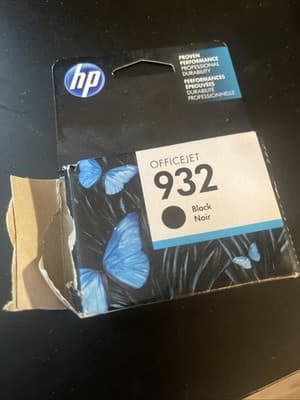 hp
PROVEN
PERFORMANCE
PROFESSIONAL
DURABILITY
PERFORMANCES
ÉPROUVÉES
DURABILITÉ
PROFESSIONNELLE
OFFICEJET
932
Black
Noir